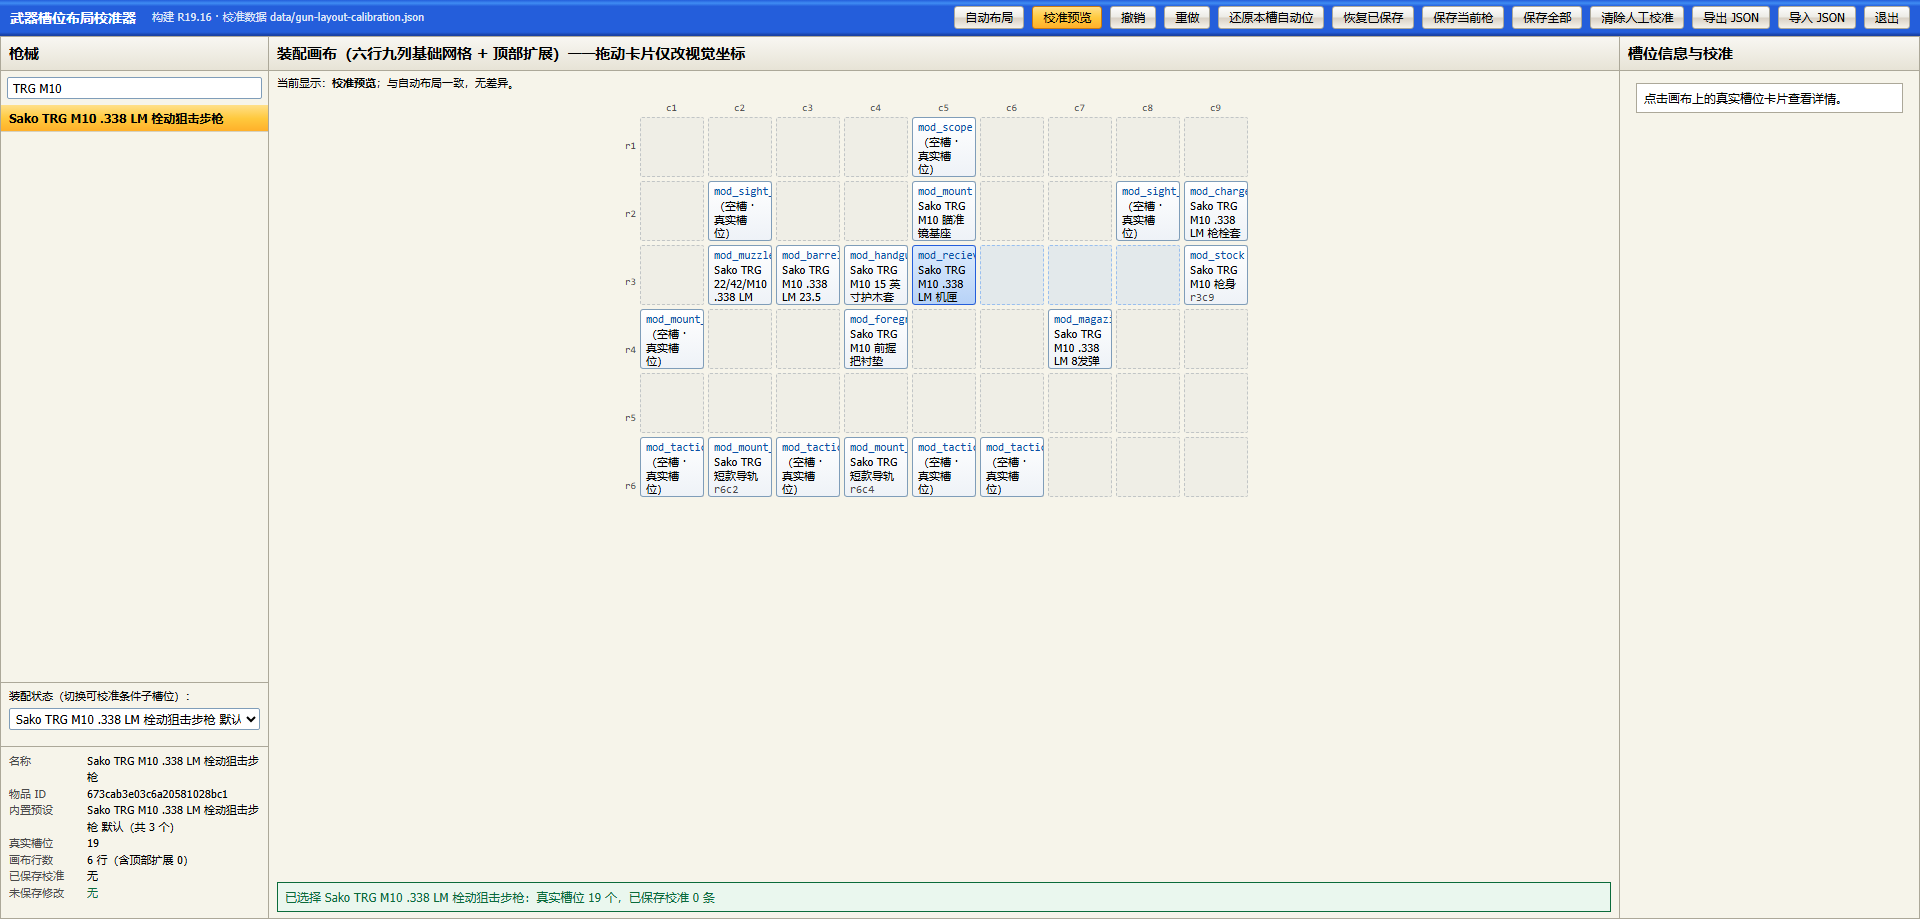 武器槽位布局校准器 构建 R19.16 · 校准数据 data/gun-layout-calibration.json
自动布局 校准预览 撤销 重做 还原本槽自动位 恢复已保存 保存当前枪 保存全部 清除人工校准 导出 JSON 导入 JSON 退出
枪械
TRG M10
Sako TRG M10 .338 LM 栓动狙击步枪
装配状态（切换可校准条件子槽位）:
Sako TRG M10 .338 LM 栓动狙击步枪 默认
名称 Sako TRG M10 .338 LM 栓动狙击步
枪
物品 ID 673cab3e03c6a20581028bc1
内置预设 Sako TRG M10 .338 LM 栓动狙击步
枪 默认（共 3 个）
真实槽位 19
画布行数 6 行（含顶部扩展 0）
已保存校准 无
未保存修改 无
装配画布（六行九列基础网格 + 顶部扩展）——拖动卡片仅改视觉坐标
当前显示：校准预览；与自动布局一致，无差异。
c1 c2 c3 c4 c5 c6 c7 c8 c9
r1
mod_scope
（空槽 ·
真实槽
位）
r2
mod_sight_
（空槽 ·
真实槽
位）
mod_mount
Sako TRG
M10 瞄准
镜基座
mod_sight_
（空槽 ·
真实槽
位）
mod_charge
Sako TRG
M10 .338
LM 枪栓套
r3
mod_muzzle
Sako TRG
22/42/M10
.338 LM
mod_barre
Sako TRG
M10 .338
LM 23.5
mod_handgu
Sako TRG
M10 15 英
寸护木套
mod_reciev
Sako TRG
M10 .338
LM 机匣
mod_stock
Sako TRG
M10 枪身
r3c9
r4
mod_mount_
（空槽 ·
真实槽
位）
mod_foregr
Sako TRG
M10 前握
把衬垫
mod_magazi
Sako TRG
M10 .338
LM 8发弹
r5
r6
mod_tactic
（空槽 ·
真实槽
位）
mod_mount_
Sako TRG
短款导轨
r6c2
mod_tactic
（空槽 ·
真实槽
位）
mod_mount_
Sako TRG
短款导轨
r6c4
mod_tactic
（空槽 ·
真实槽
位）
mod_tactic
（空槽 ·
真实槽
位）
已选择 Sako TRG M10 .338 LM 栓动狙击步枪：真实槽位 19 个，已保存校准 0 条
槽位信息与校准
点击画布上的真实槽位卡片查看详情。